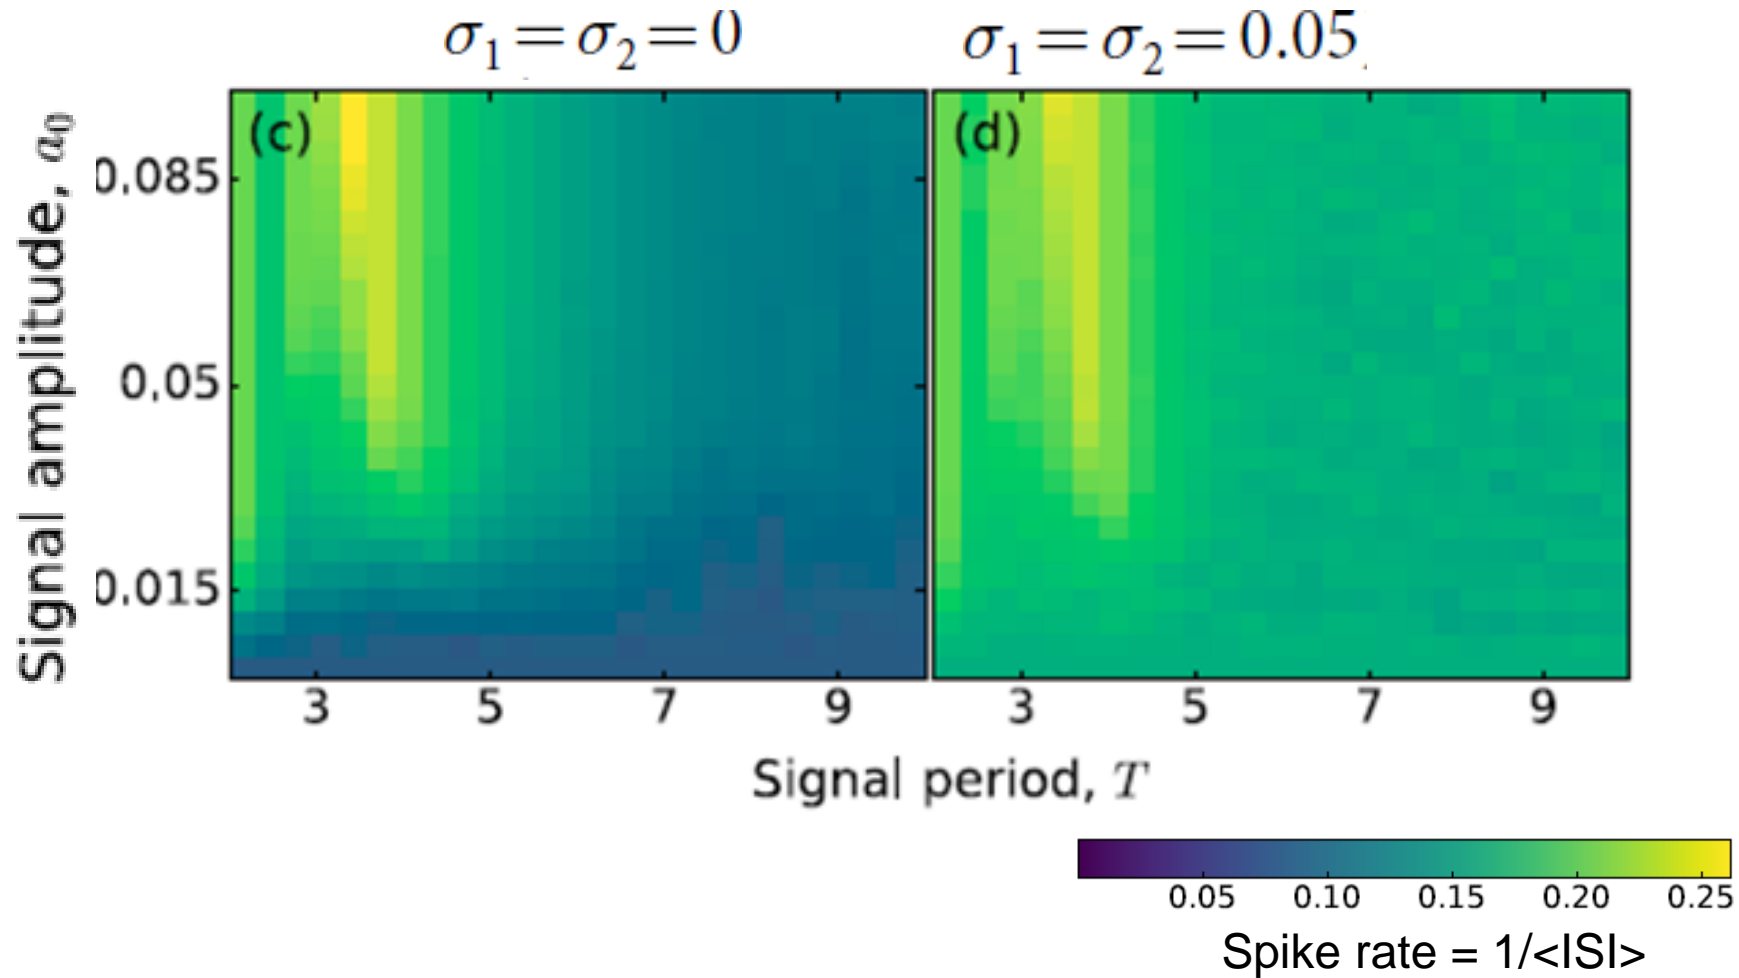 σ₁=σ₂=0
σ₁=σ₂=0.05
(c)
(d)
Signal amplitude, a₀
0.085
0.05
0.015
3 5 7 9
3 5 7 9
Signal period, T
0.05 0.10 0.15 0.20 0.25
Spike rate = 1/<ISI>